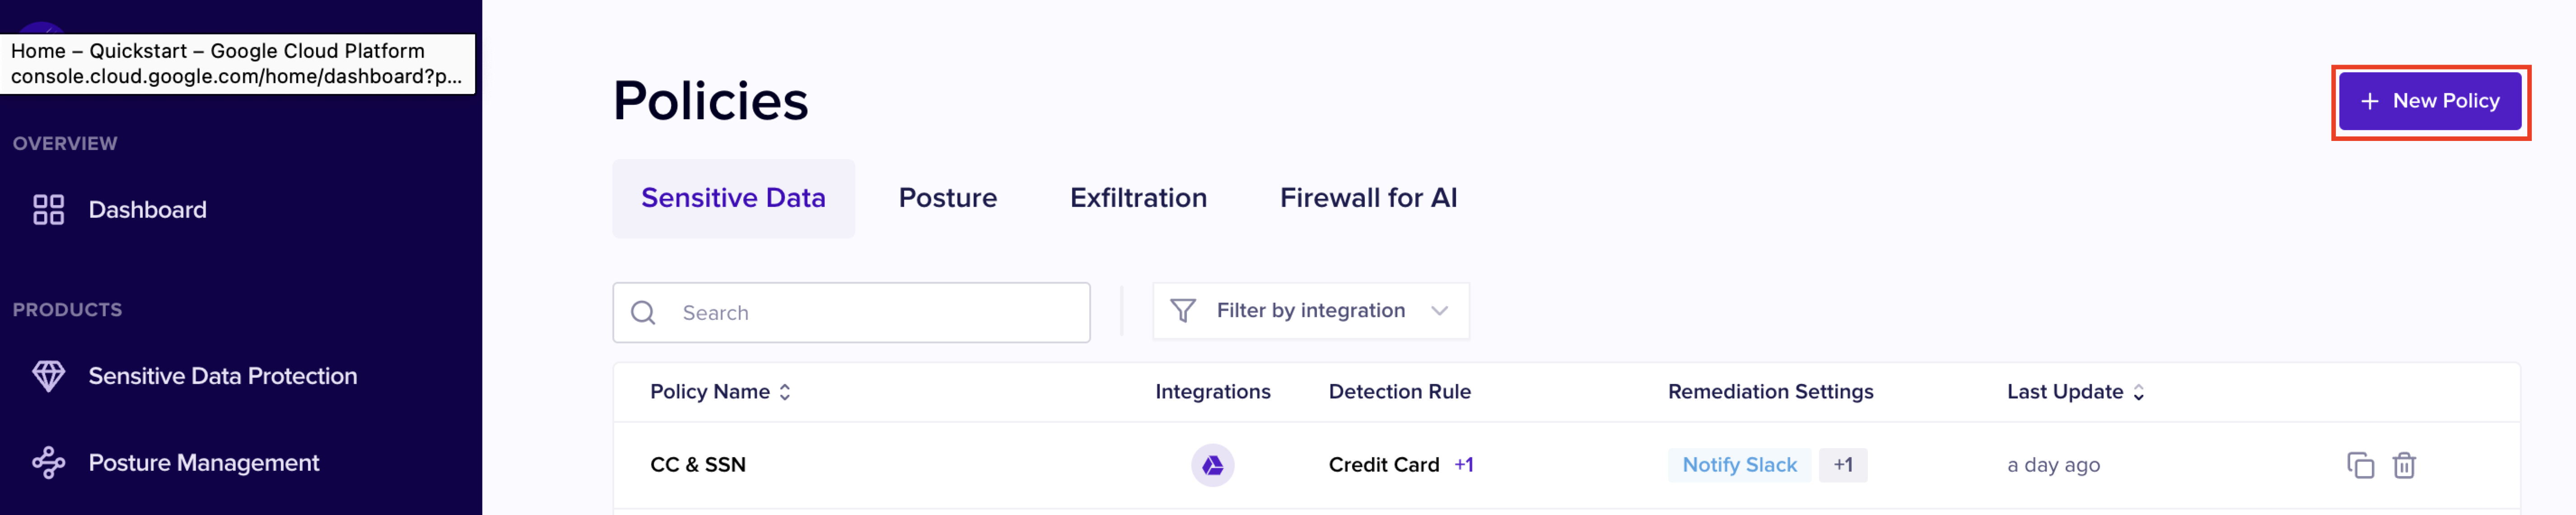 Home – Quickstart – Google Cloud Platform
console.cloud.google.com/home/dashboard?p...
OVERVIEW
Dashboard
PRODUCTS
Sensitive Data Protection
Posture Management
Policies
+ New Policy
Sensitive Data Posture Exfiltration Firewall for AI
Search Filter by integration
Policy Name Integrations Detection Rule Remediation Settings Last Update
CC & SSN Credit Card +1 Notify Slack +1 a day ago